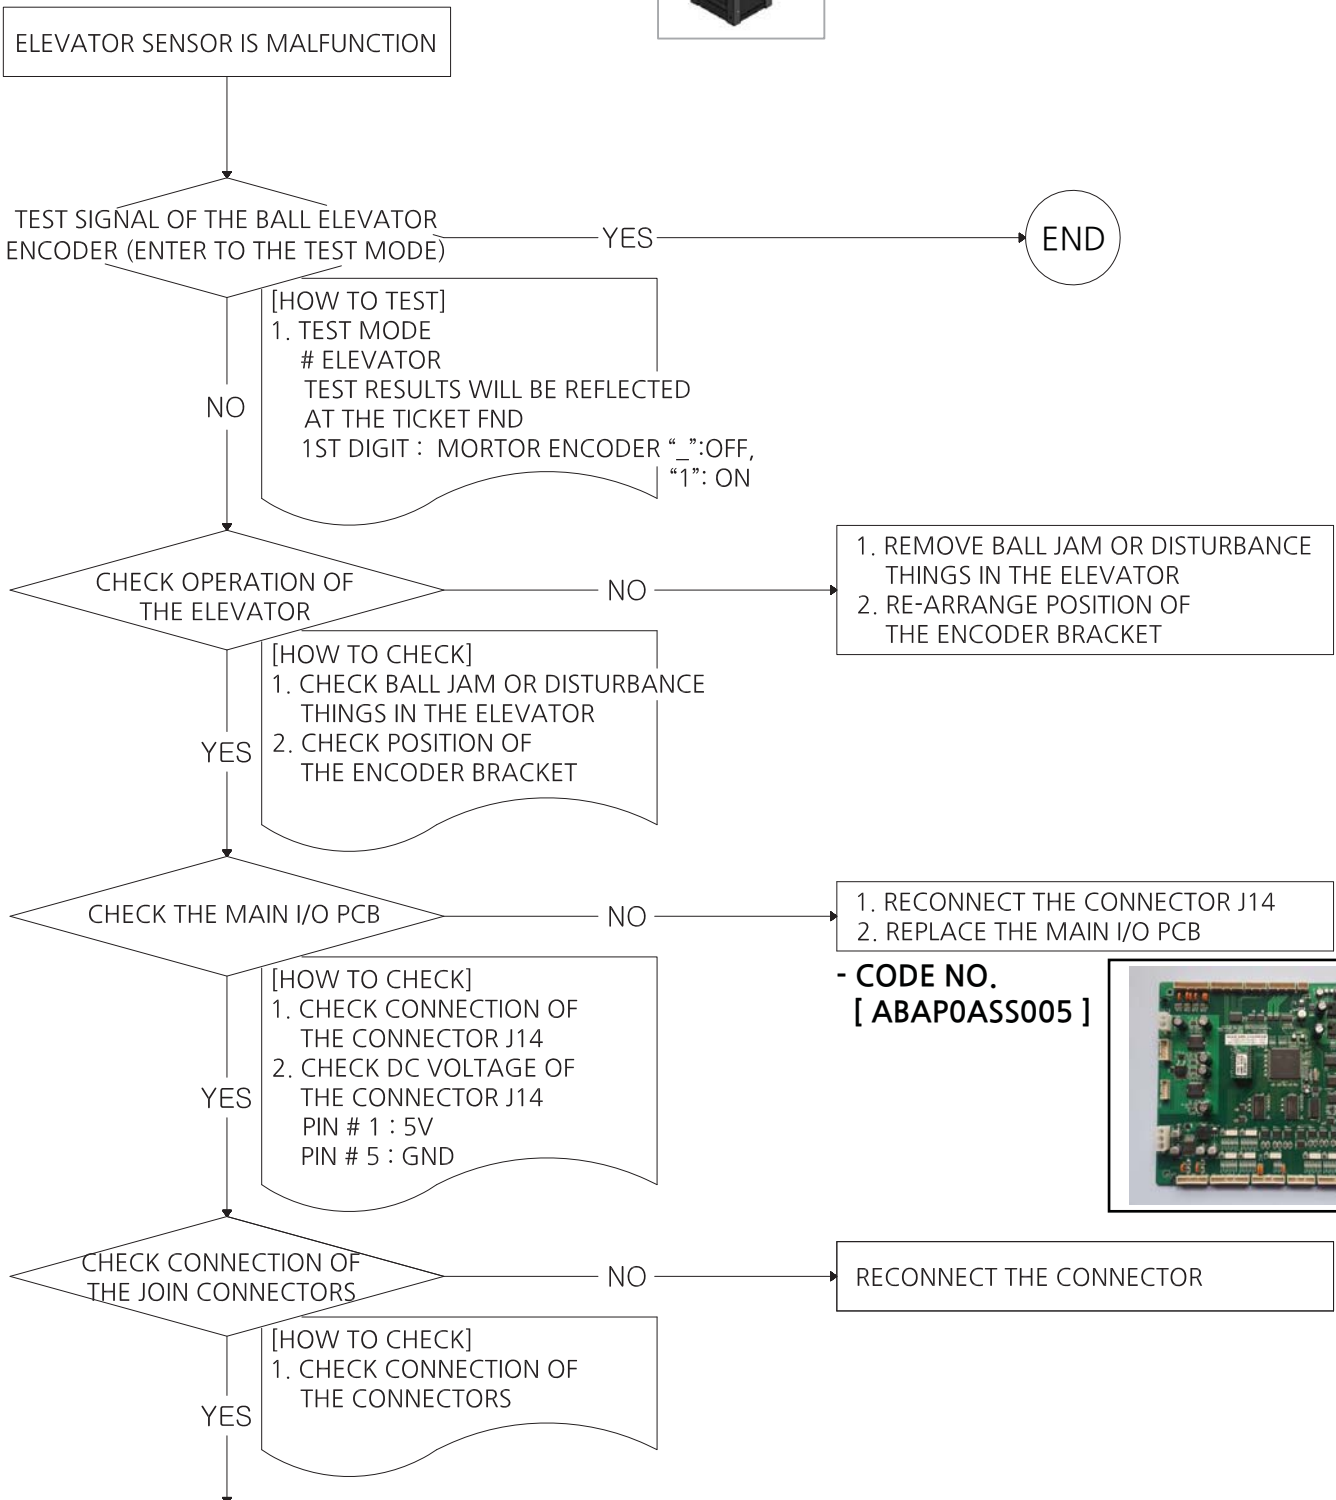 ELEVATOR SENSOR IS MALFUNCTION
TEST SIGNAL OF THE BALL ELEVATOR
ENCODER (ENTER TO THE TEST MODE)
YES
END
[HOW TO TEST]
1. TEST MODE
# ELEVATOR
TEST RESULTS WILL BE REFLECTED
AT THE TICKET FND
1ST DIGIT : MORTOR ENCODER “_”:OFF,
“1”: ON
NO
CHECK OPERATION OF
THE ELEVATOR
NO
1. REMOVE BALL JAM OR DISTURBANCE
THINGS IN THE ELEVATOR
2. RE-ARRANGE POSITION OF
THE ENCODER BRACKET
[HOW TO CHECK]
1. CHECK BALL JAM OR DISTURBANCE
THINGS IN THE ELEVATOR
2. CHECK POSITION OF
THE ENCODER BRACKET
YES
CHECK THE MAIN I/O PCB
NO
1. RECONNECT THE CONNECTOR J14
2. REPLACE THE MAIN I/O PCB
- CODE NO.
[ ABAP0ASS005 ]
[HOW TO CHECK]
1. CHECK CONNECTION OF
THE CONNECTOR J14
2. CHECK DC VOLTAGE OF
THE CONNECTOR J14
PIN # 1 : 5V
PIN # 5 : GND
YES
CHECK CONNECTION OF
THE JOIN CONNECTORS
NO
RECONNECT THE CONNECTOR
[HOW TO CHECK]
1. CHECK CONNECTION OF
THE CONNECTORS
YES